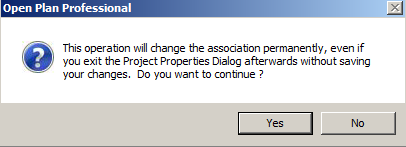 Open Plan Professional
This operation will change the association permanently, even if
you exit the Project Properties Dialog afterwards without saving
your changes.  Do you want to continue ?
Yes
No